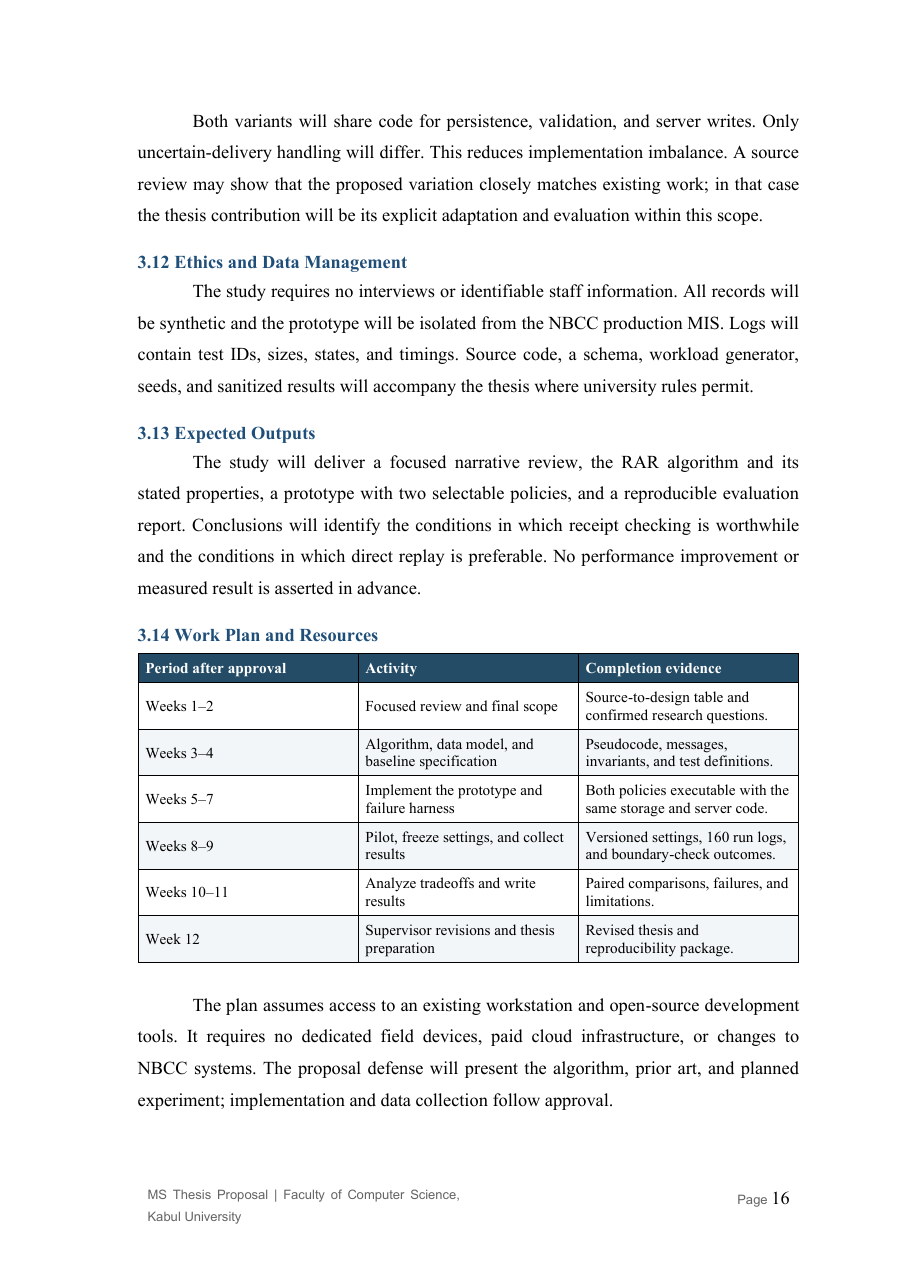 Both variants will share code for persistence, validation, and server writes. Only
uncertain-delivery handling will differ. This reduces implementation imbalance. A source
review may show that the proposed variation closely matches existing work; in that case
the thesis contribution will be its explicit adaptation and evaluation within this scope.
3.12 Ethics and Data Management
The study requires no interviews or identifiable staff information. All records will
be synthetic and the prototype will be isolated from the NBCC production MIS. Logs will
contain test IDs, sizes, states, and timings. Source code, a schema, workload generator,
seeds, and sanitized results will accompany the thesis where university rules permit.
3.13 Expected Outputs
The study will deliver a focused narrative review, the RAR algorithm and its
stated properties, a prototype with two selectable policies, and a reproducible evaluation
report. Conclusions will identify the conditions in which receipt checking is worthwhile
and the conditions in which direct replay is preferable. No performance improvement or
measured result is asserted in advance.
3.14 Work Plan and Resources
Period after approval Activity Completion evidence
Weeks 1–2 Focused review and final scope Source-to-design table and
confirmed research questions.
Weeks 3–4 Algorithm, data model, and
baseline specification Pseudocode, messages,
invariants, and test definitions.
Weeks 5–7 Implement the prototype and
failure harness Both policies executable with the
same storage and server code.
Weeks 8–9 Pilot, freeze settings, and collect
results Versioned settings, 160 run logs,
and boundary-check outcomes.
Weeks 10–11 Analyze tradeoffs and write
results Paired comparisons, failures, and
limitations.
Week 12 Supervisor revisions and thesis
preparation Revised thesis and
reproducibility package.
The plan assumes access to an existing workstation and open-source development
tools. It requires no dedicated field devices, paid cloud infrastructure, or changes to
NBCC systems. The proposal defense will present the algorithm, prior art, and planned
experiment; implementation and data collection follow approval.
MS Thesis Proposal | Faculty of Computer Science,
Kabul University
Page 16